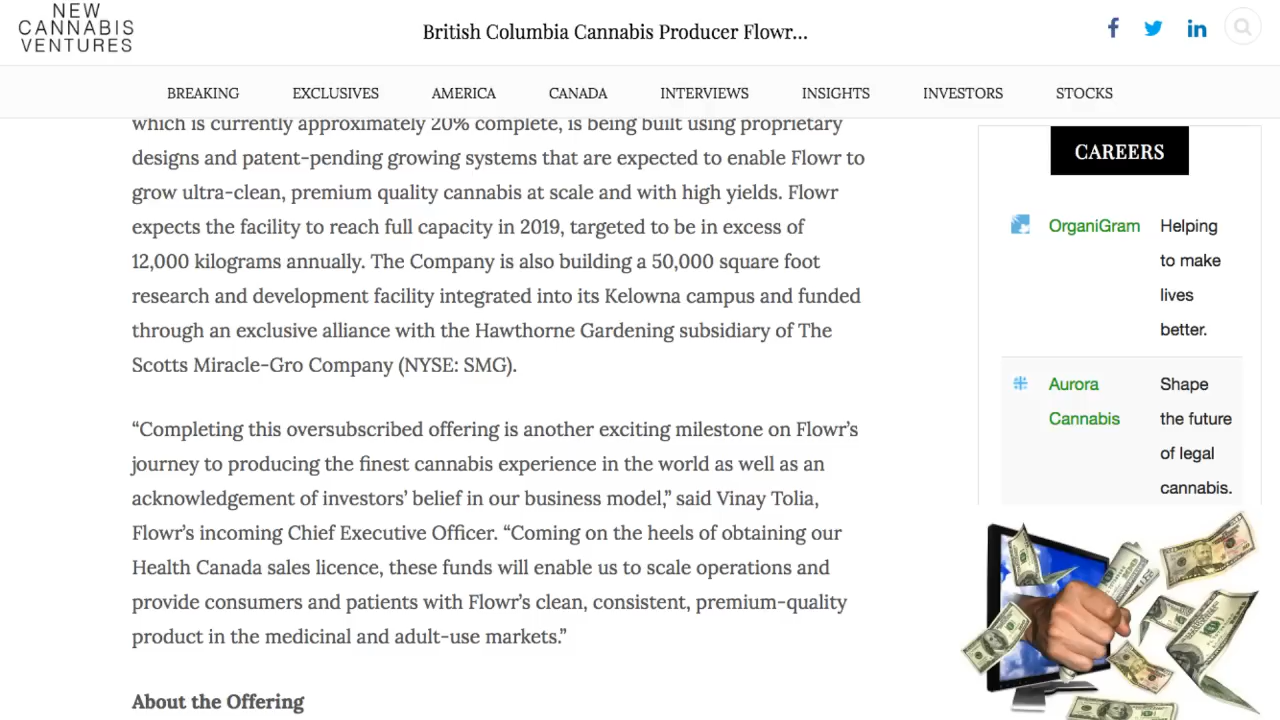 NEW
CANNABIS
VENTURES
British Columbia Cannabis Producer Flowr...
BREAKING EXCLUSIVES AMERICA CANADA INTERVIEWS INSIGHTS INVESTORS STOCKS
which is currently approximately 20% complete, is being built using proprietary
designs and patent-pending growing systems that are expected to enable Flowr to
grow ultra-clean, premium quality cannabis at scale and with high yields. Flowr
expects the facility to reach full capacity in 2019, targeted to be in excess of
12,000 kilograms annually. The Company is also building a 50,000 square foot
research and development facility integrated into its Kelowna campus and funded
through an exclusive alliance with the Hawthorne Gardening subsidiary of The
Scotts Miracle-Gro Company (NYSE: SMG).
“Completing this oversubscribed offering is another exciting milestone on Flowr’s
journey to producing the finest cannabis experience in the world as well as an
acknowledgement of investors’ belief in our business model,” said Vinay Tolia,
Flowr’s incoming Chief Executive Officer. “Coming on the heels of obtaining our
Health Canada sales licence, these funds will enable us to scale operations and
provide consumers and patients with Flowr’s clean, consistent, premium-quality
product in the medicinal and adult-use markets.”
About the Offering
CAREERS
OrganiGram Helping
to make
lives
better.
Aurora Shape
Cannabis the future
of legal
cannabis.